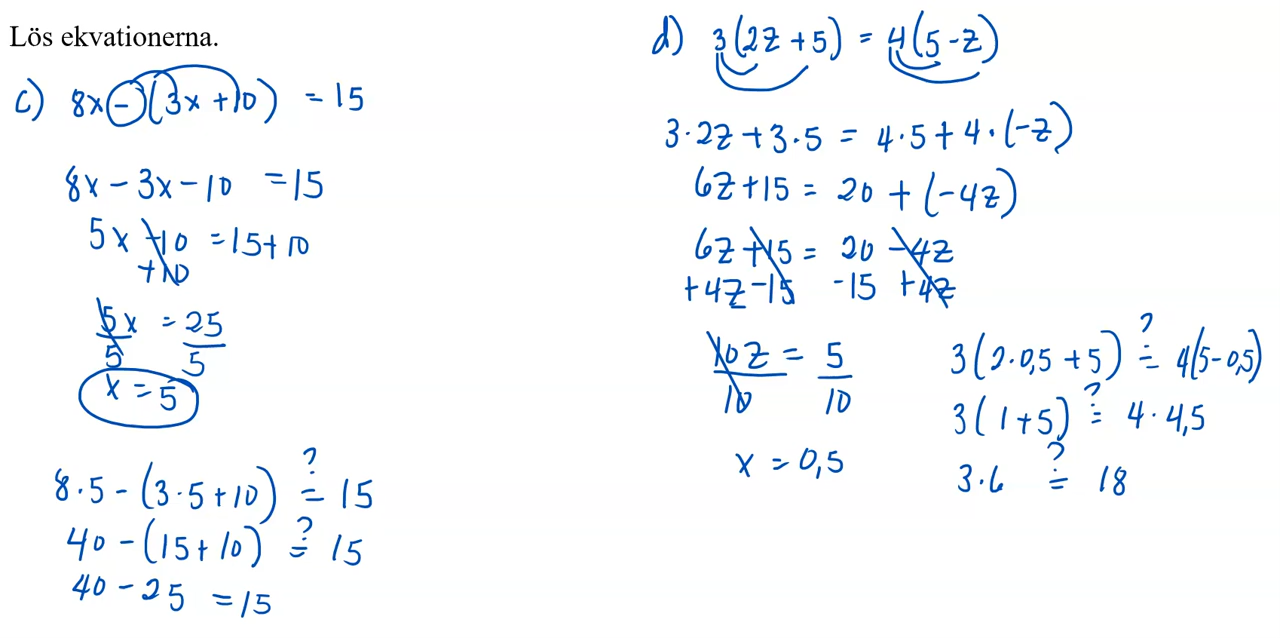 Lös ekvationerna.
c) 8x - (3x + 10) = 15
8x - 3x - 10 = 15
5x - 10 = 15 + 10
+ 10
5x = 25
5 5
x = 5
8 · 5 - (3 · 5 + 10) ?= 15
40 - (15 + 10) ?= 15
40 - 25 = 15
d) 3(2z + 5) = 4(5 - z)
3 · 2z + 3 · 5 = 4 · 5 + 4 · (-z)
6z + 15 = 20 + (-4z)
6z + 15 = 20 - 4z
+4z - 15 -15 + 4z
10z = 5
10 10
x = 0,5
3(2 · 0,5 + 5) ?= 4(5 - 0,5)
3(1 + 5) ?= 4 · 4,5
3 · 6 ?= 18